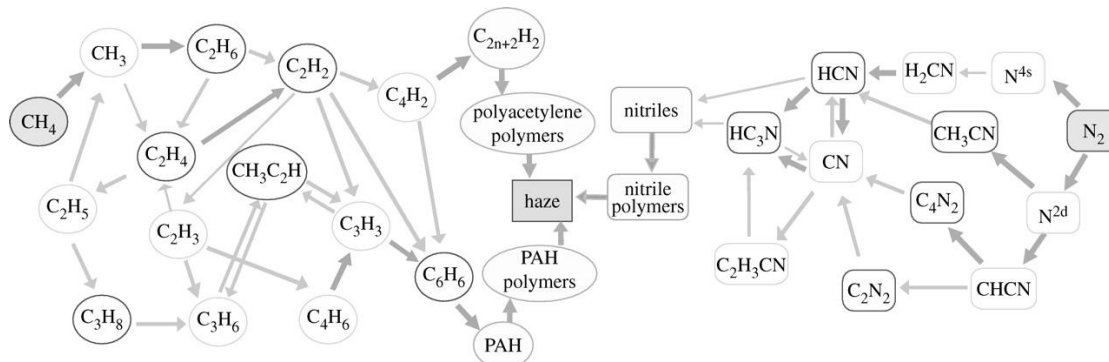 CH₃
C₂H₆
C₂H₂
C₂ₙ₊₂H₂
C₄H₂
CH₄
polyacetylene
polymers
C₂H₄
CH₃C₂H
C₂H₅
C₂H₃
C₃H₃
haze
C₆H₆
PAH
polymers
C₃H₈
C₃H₆
C₄H₆
PAH
nitriles
nitrile
polymers
HCN
H₂CN
N⁴ˢ
HC₃N
CN
CH₃CN
N₂
C₄N₂
N²ᵈ
C₂H₃CN
C₂N₂
CHCN